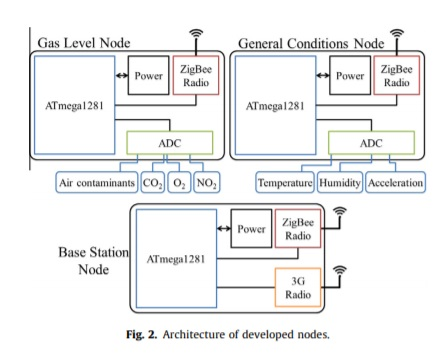 Gas Level Node
ATmega1281
Power
ZigBee
Radio
ADC
Air contaminants
CO₂
O₂
NO₂
General Conditions Node
ATmega1281
Power
ZigBee
Radio
ADC
Temperature
Humidity
Acceleration
Base Station
Node
ATmega1281
Power
ZigBee
Radio
3G
Radio
Fig. 2. Architecture of developed nodes.